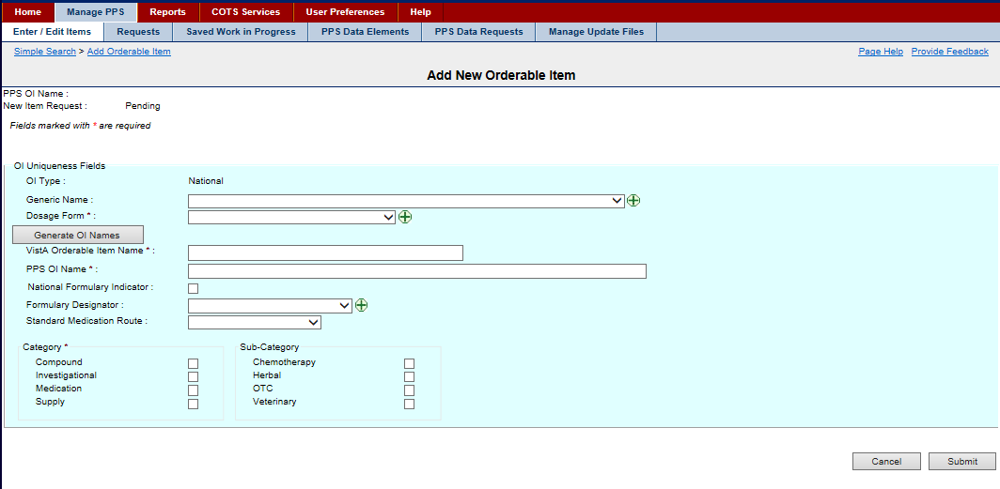 Home Manage PPS Reports COTS Services User Preferences Help
Enter / Edit Items Requests Saved Work in Progress PPS Data Elements PPS Data Requests Manage Update Files
Simple Search > Add Orderable Item Page Help Provide Feedback
Add New Orderable Item
PPS OI Name :
New Item Request : Pending
Fields marked with * are required
OI Uniqueness Fields
OI Type : National
Generic Name :
Dosage Form * :
Generate OI Names
VistA Orderable Item Name * :
PPS OI Name * :
National Formulary Indicator :
Formulary Designator :
Standard Medication Route :
Category * Sub-Category
Compound Chemotherapy
Investigational Herbal
Medication OTC
Supply Veterinary
Cancel Submit